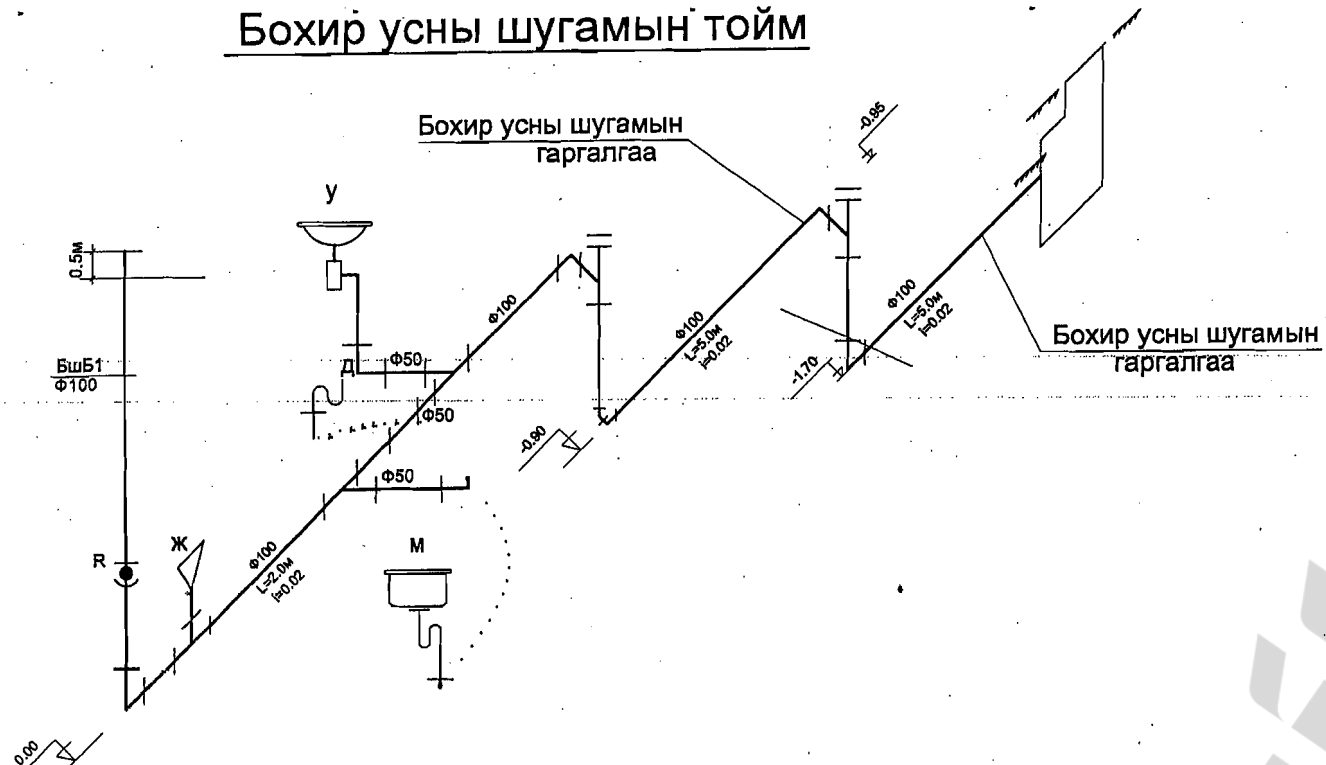 Бохир усны шугамын тойм
Бохир усны шугамын
гаргалгаа
-0.95
У
0.5м
Ф100
Ф100
L=5.0м
i=0.02
Ф100
L=5.0м
i=0.02
Бохир усны шугамын
гаргалгаа
БшБ1
Ф100
Д
Ф50
Ф50
-1.70
-0.90
Ф50
R
Ж
Ф100
L=2.0м
i=0.02
М
0.00